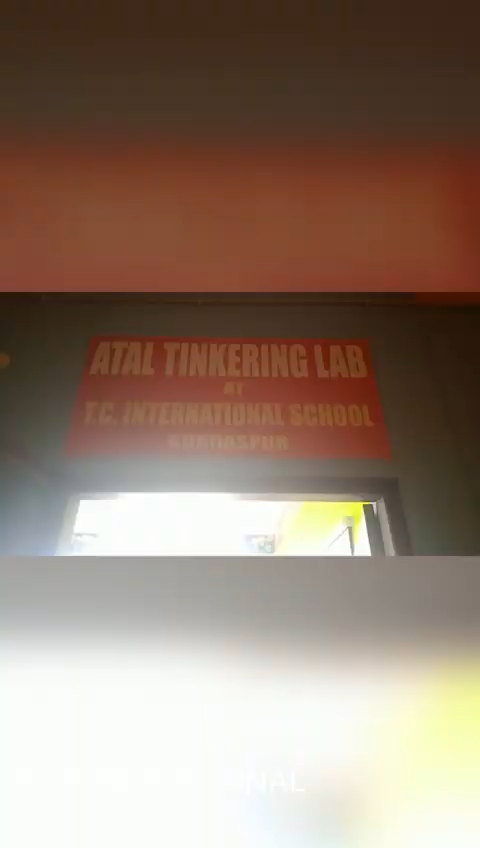 ATAL TINKERING LAB
AT
T.C. INTERNATIONAL SCHOOL